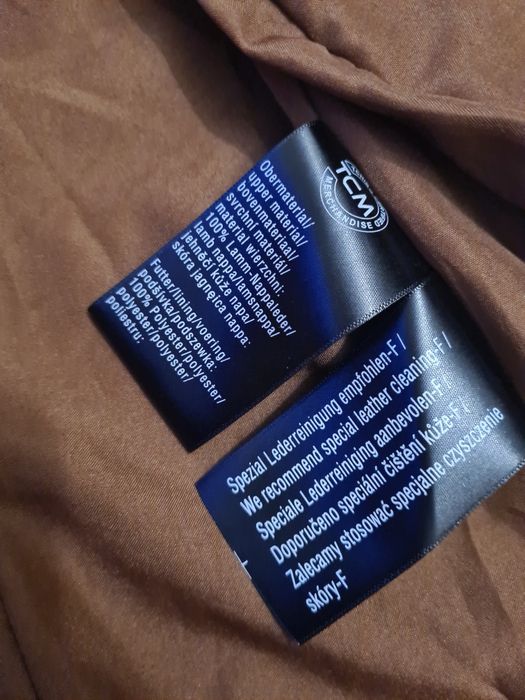 TCM
MERCHANDISE
Obermaterial/
upper material/
bovenmateriaal/
svrchní materiál/
materiał wierzchni:
100% Lamm-Nappaleder/
lamb nappa/lamsnappa/
jehněčí kůže napa/
skóra jagnięca nappa:
Futter/lining/voering/
podšívka/podszewka:
100% Polyester/polyester/
polyester/polyester/
poliestru:
Spezial Lederreinigung empfohlen-F /
We recommend special leather cleaning-F /
Speciale Lederreiniging aanbevolen-F /
Doporučeno speciální čištění kůže-F /
Zalecamy stosować specjalne czyszczenie
skóry-F